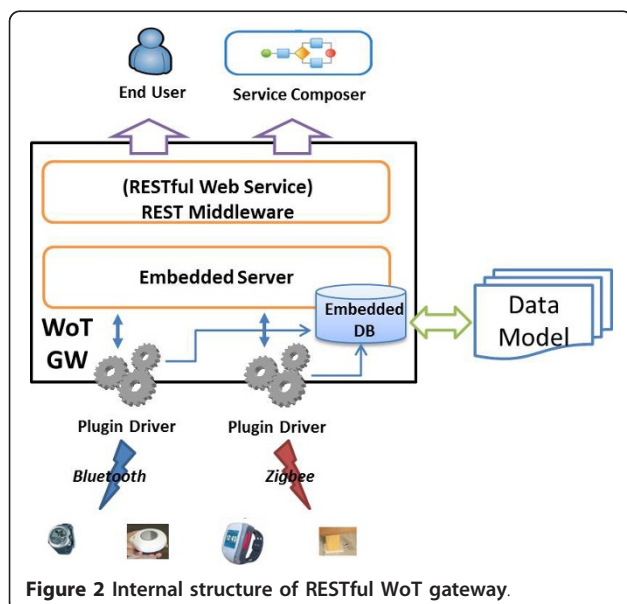 End User
Service Composer
(RESTful Web Service)
REST Middleware
Embedded Server
WoT
GW
Embedded
DB
Data
Model
Plugin Driver
Plugin Driver
Bluetooth
Zigbee
Figure 2 Internal structure of RESTful WoT gateway.